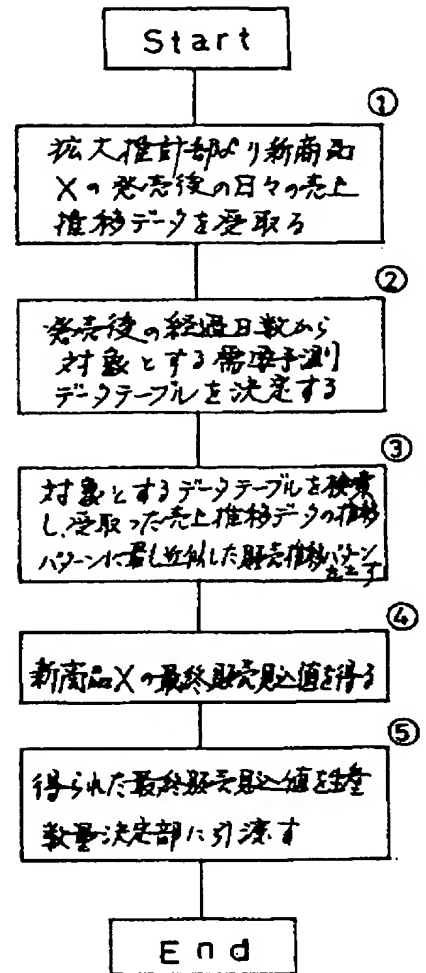 Start
①
拡大推計部より新商品
Xの発売後の日々の売上
推移データを受取る
②
発売後の経過日数から
対象とする需要予測
データテーブルを決定する
③
対象とするデータテーブルを検索
し、受取った売上推移データの推移
パターンに最も近似した販売推移パターン
を出す
④
新商品Xの最終販売見込値を得る
⑤
得られた最終販売見込値を生産
数量決定部に引渡す
End